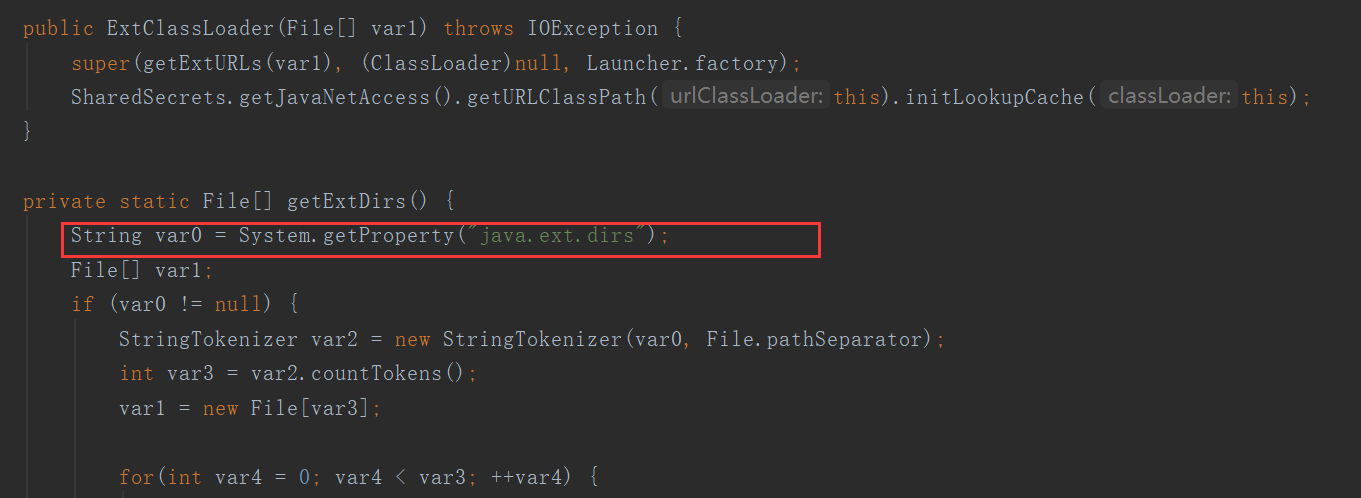 public ExtClassLoader(File[] var1) throws IOException {
super(getExtURLs(var1), (ClassLoader)null, Launcher.factory);
SharedSecrets.getJavaNetAccess().getURLClassPath( urlClassLoader: this).initLookupCache( classLoader: this);
}
private static File[] getExtDirs() {
String var0 = System.getProperty("java.ext.dirs");
File[] var1;
if (var0 != null) {
StringTokenizer var2 = new StringTokenizer(var0, File.pathSeparator);
int var3 = var2.countTokens();
var1 = new File[var3];
for(int var4 = 0; var4 < var3; ++var4) {